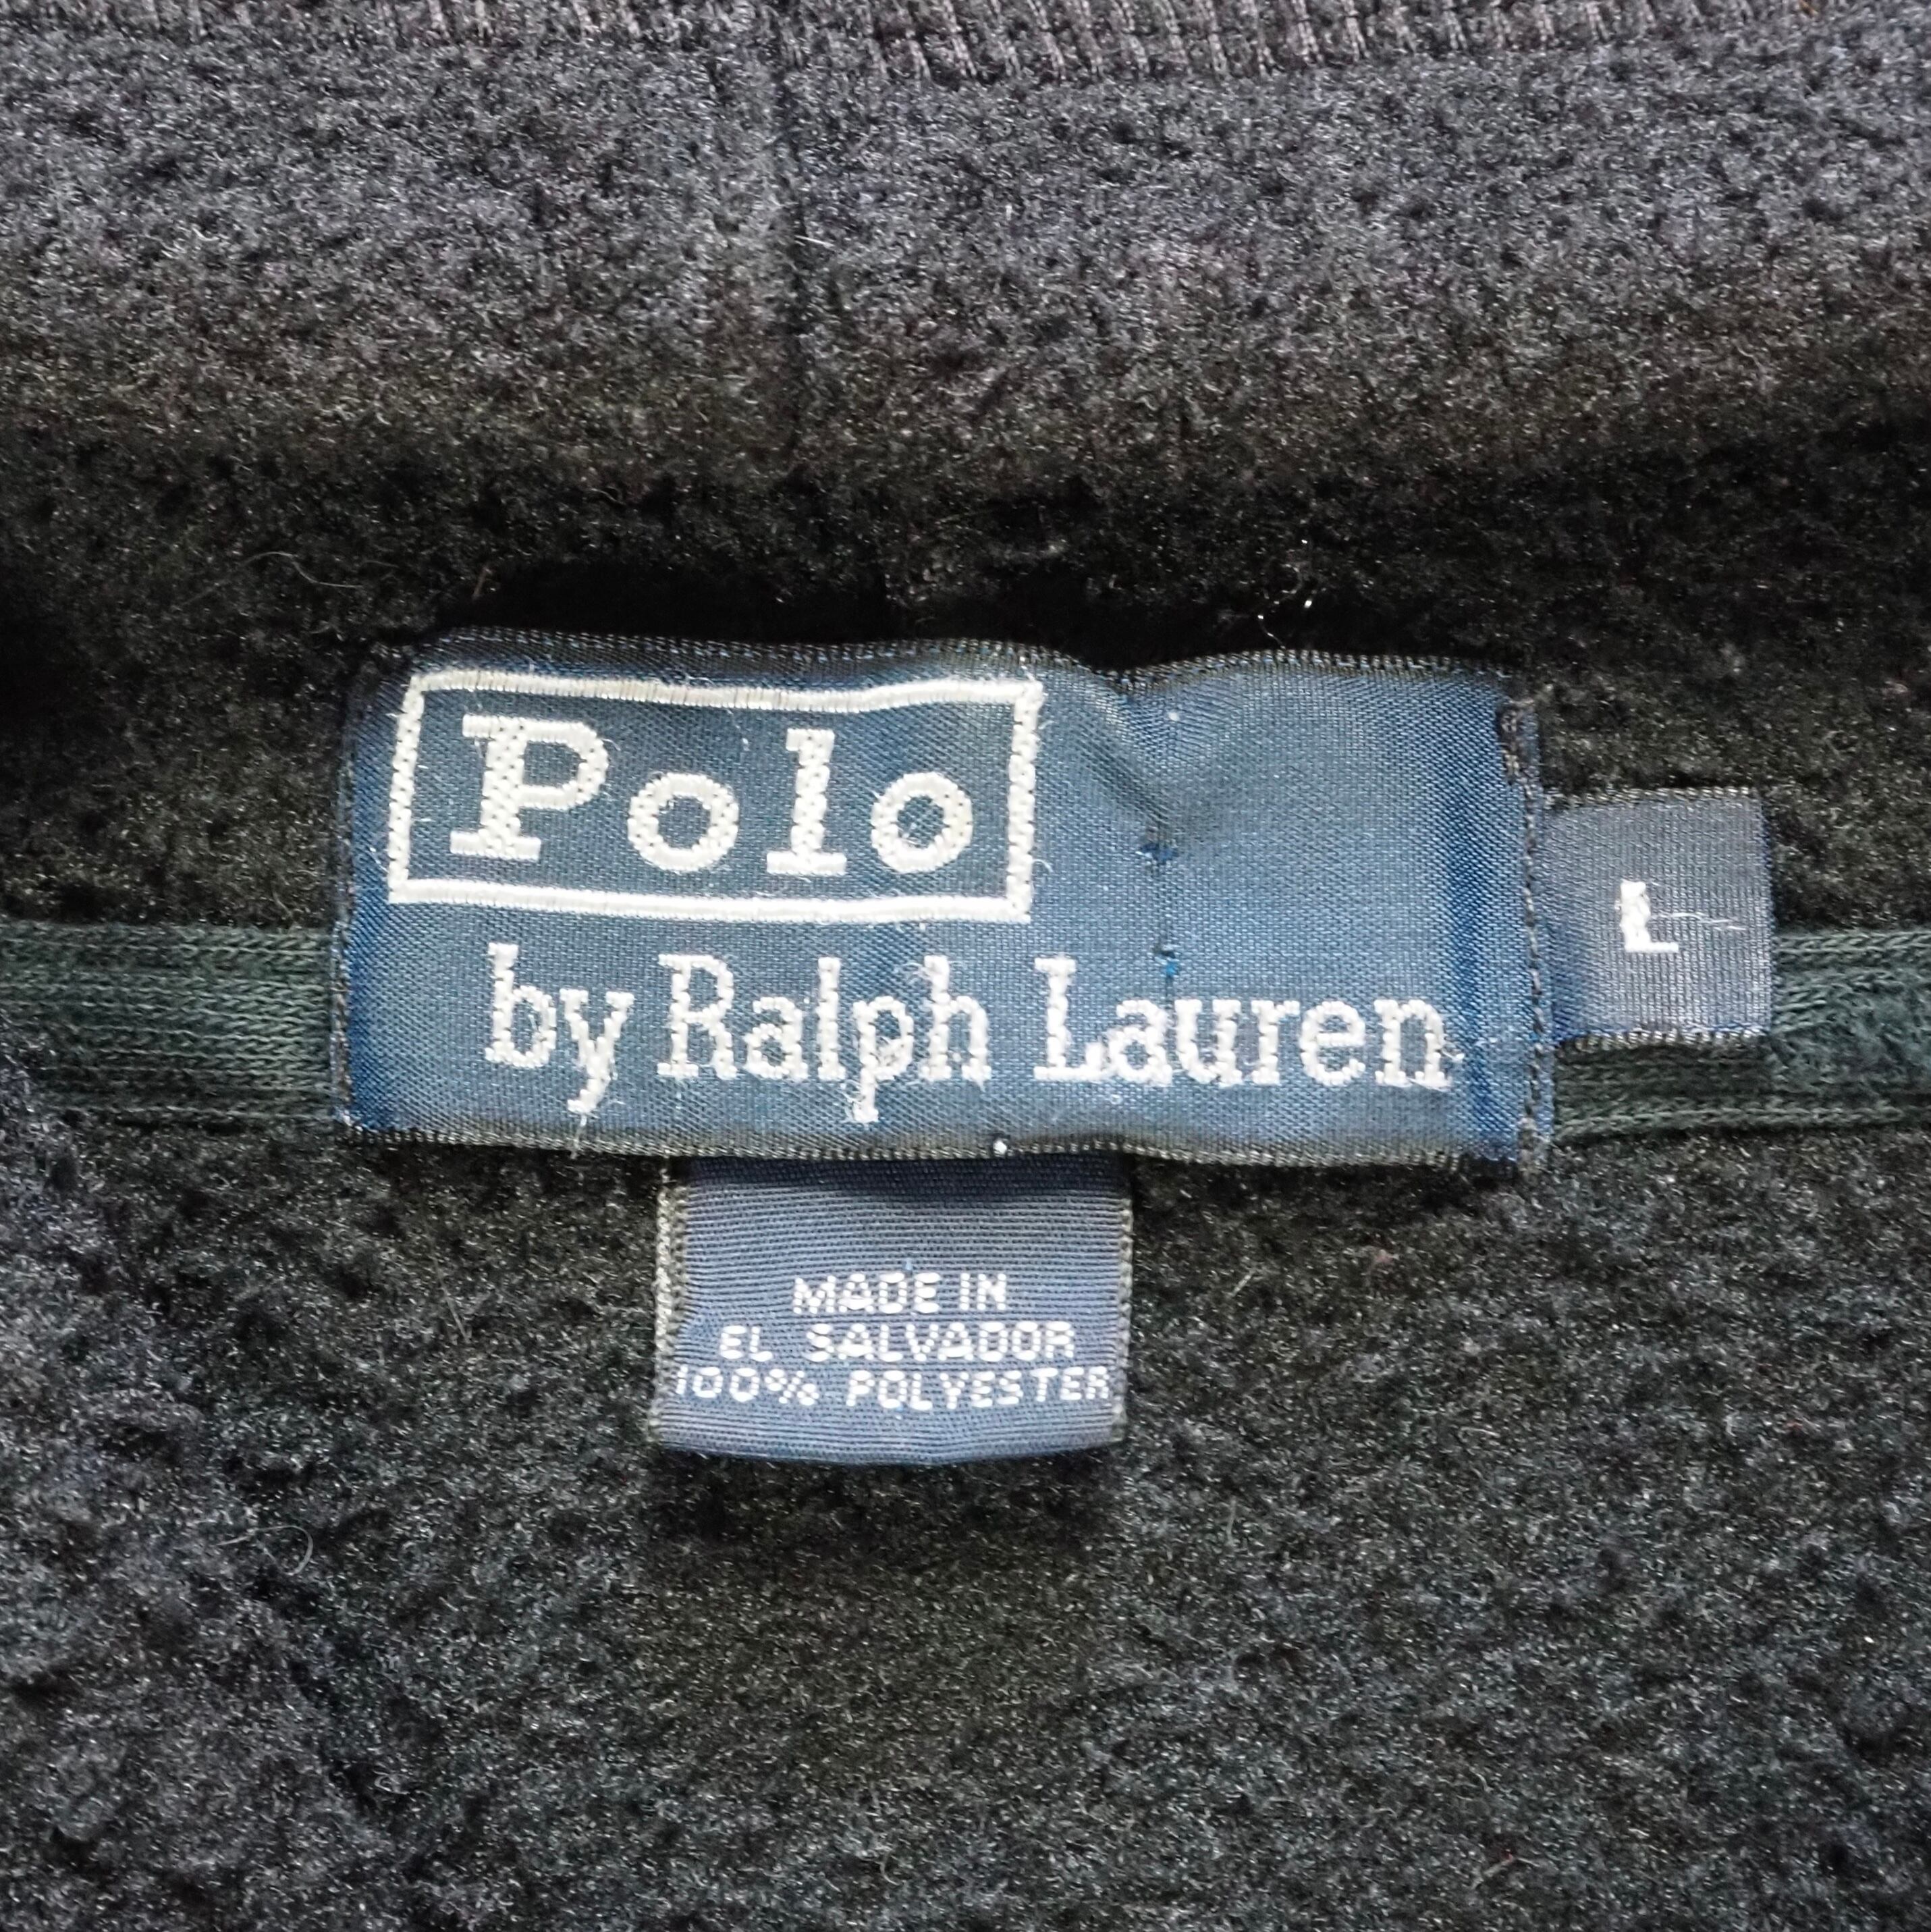 Polo
by Ralph Lauren
L
MADE IN
EL SALVADOR
100% POLYESTER